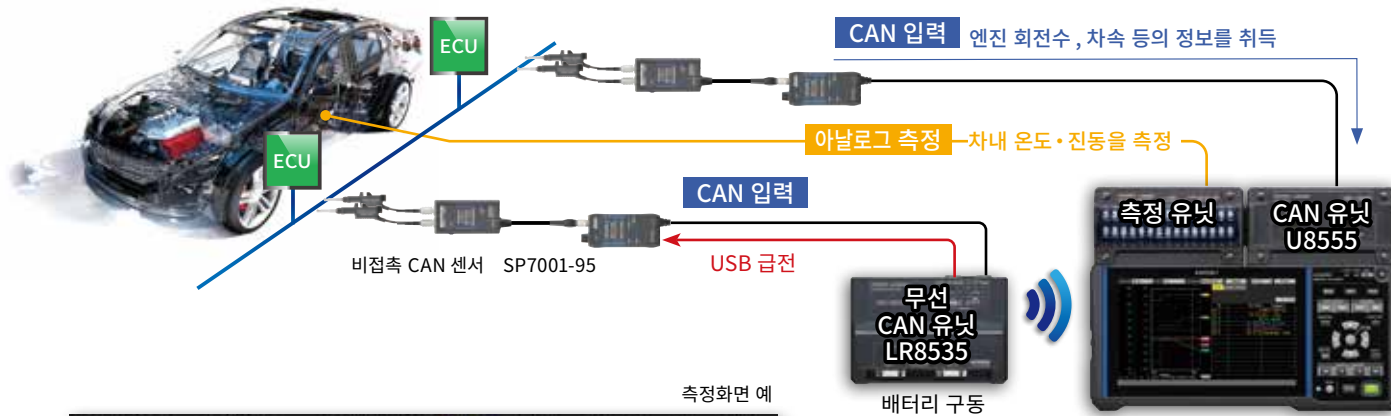 ECU
CAN 입력 엔진 회전수 , 차속 등의 정보를 취득
아날로그 측정 차내 온도·진동을 측정
ECU
CAN 입력
측정 유닛
CAN 유닛
U8555
비접촉 CAN 센서 SP7001-95
USB 급전
무선
CAN 유닛
LR8535
측정화면 예
배터리 구동